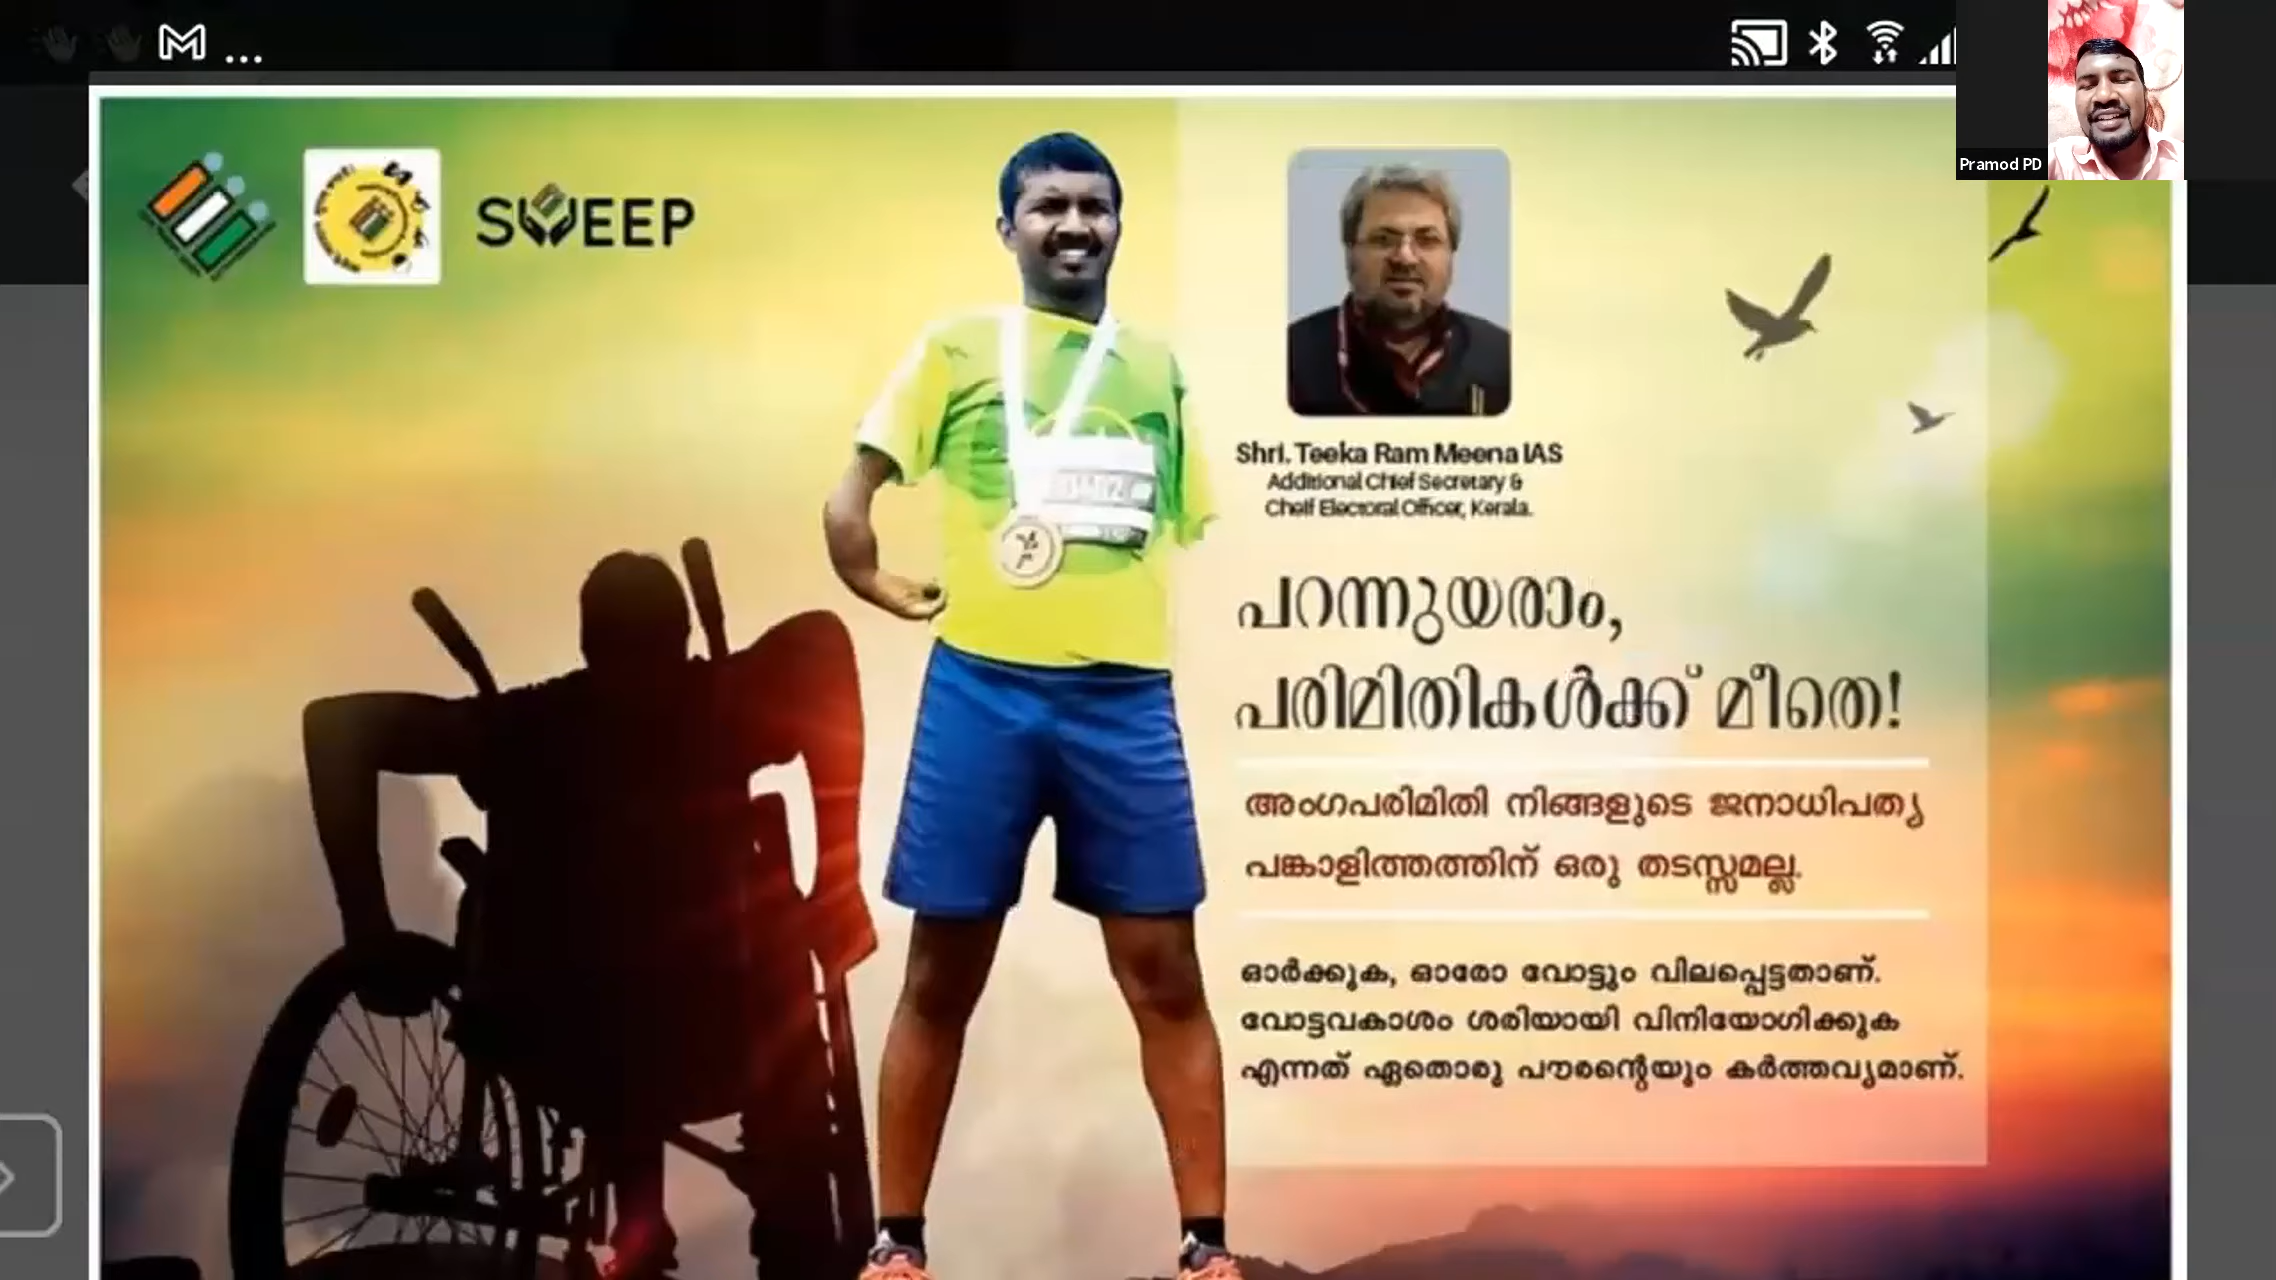 Pramod PD
SWEEP
Shri. Teeka Ram Meena IAS
Additional Chief Secretary &
Cheif Electoral Officer, Kerala.
പറന്നുയരാം,
പരിമിതികൾക്ക് മീതെ!
അംഗപരിമിതി നിങ്ങളുടെ ജനാധിപത്യ
പങ്കാളിത്തത്തിന് ഒരു തടസ്സമല്ല.
ഓർക്കുക, ഓരോ വോട്ടും വിലപ്പെട്ടതാണ്.
വോട്ടവകാശം ശരിയായി വിനിയോഗിക്കുക
എന്നത് ഏതൊരു പൗരന്റെയും കർത്തവ്യമാണ്.